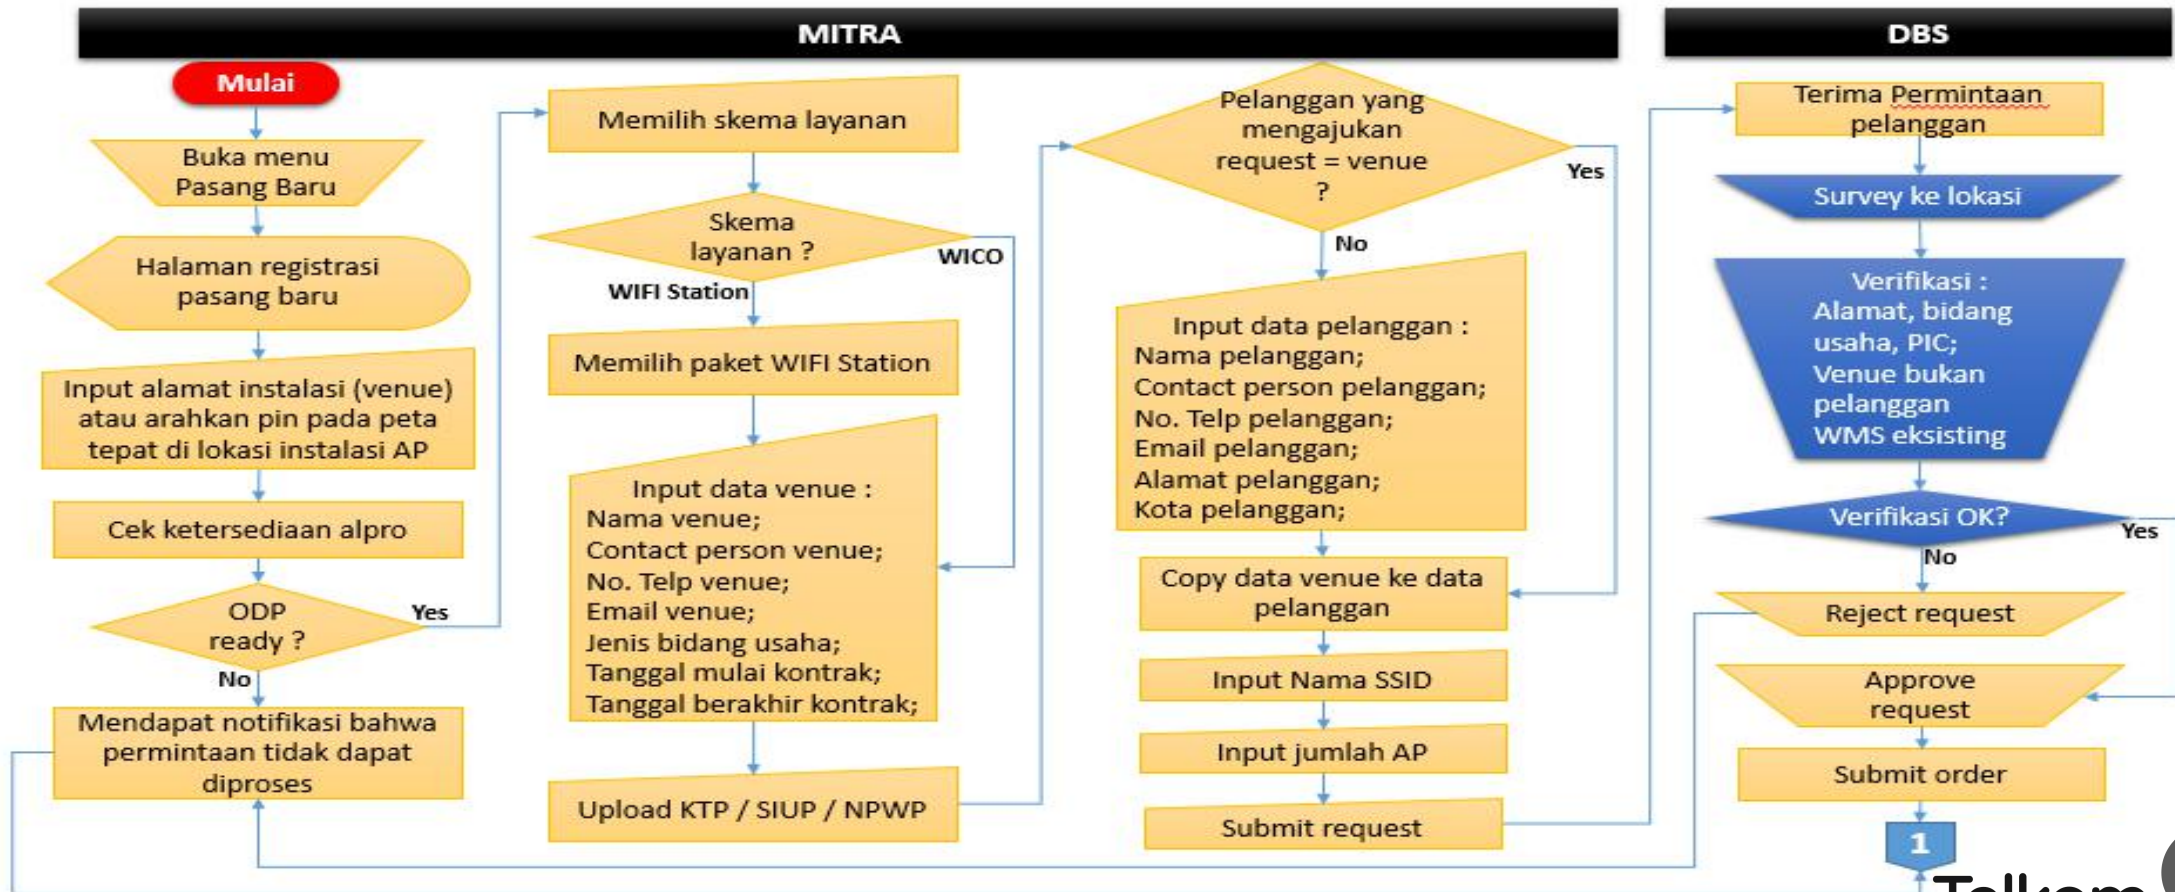 MITRA
DBS
Mulai
Buka menu
Pasang Baru
Halaman registrasi
pasang baru
Input alamat instalasi (venue)
atau arahkan pin pada peta
tepat di lokasi instalasi AP
Cek ketersediaan alpro
ODP
ready ?
Yes
No
Mendapat notifikasi bahwa
permintaan tidak dapat
diproses
Memilih skema layanan
Skema
layanan ?
WICO
WIFI Station
Memilih paket WIFI Station
Input data venue :
Nama venue;
Contact person venue;
No. Telp venue;
Email venue;
Jenis bidang usaha;
Tanggal mulai kontrak;
Tanggal berakhir kontrak;
Upload KTP / SIUP / NPWP
Pelanggan yang
mengajukan
request = venue
?
Yes
No
Input data pelanggan :
Nama pelanggan;
Contact person pelanggan;
No. Telp pelanggan;
Email pelanggan;
Alamat pelanggan;
Kota pelanggan;
Copy data venue ke data
pelanggan
Input Nama SSID
Input jumlah AP
Submit request
Terima Permintaan
pelanggan
Survey ke lokasi
Verifikasi :
Alamat, bidang
usaha, PIC;
Venue bukan
pelanggan
WMS eksisting
Verifikasi OK?
Yes
No
Reject request
Approve
request
Submit order
1
Telkom